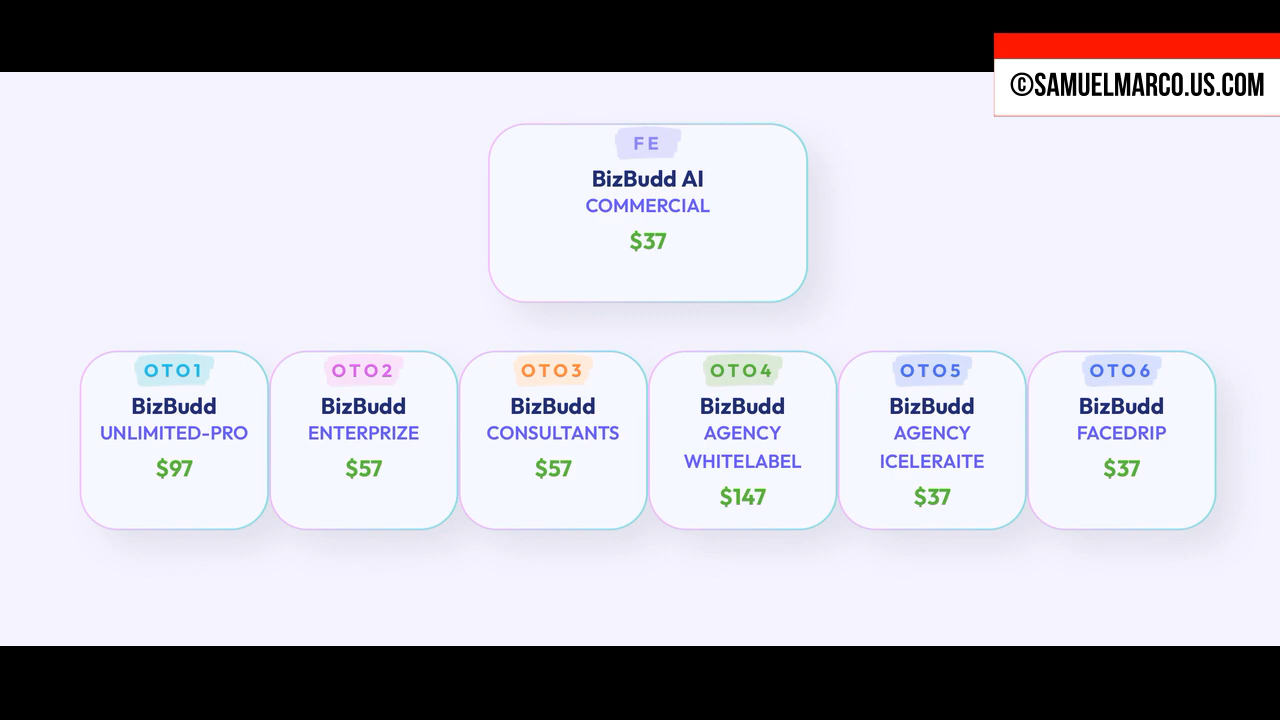 ©SAMUELMARCO.US.COM
FE
BizBudd AI
COMMERCIAL
$37
OTO1
BizBudd
UNLIMITED-PRO
$97
OTO2
BizBudd
ENTERPRIZE
$57
OTO3
BizBudd
CONSULTANTS
$57
OTO4
BizBudd
AGENCY
WHITELABEL
$147
OTO5
BizBudd
AGENCY
ICELERAITE
$37
OTO6
BizBudd
FACEDRIP
$37